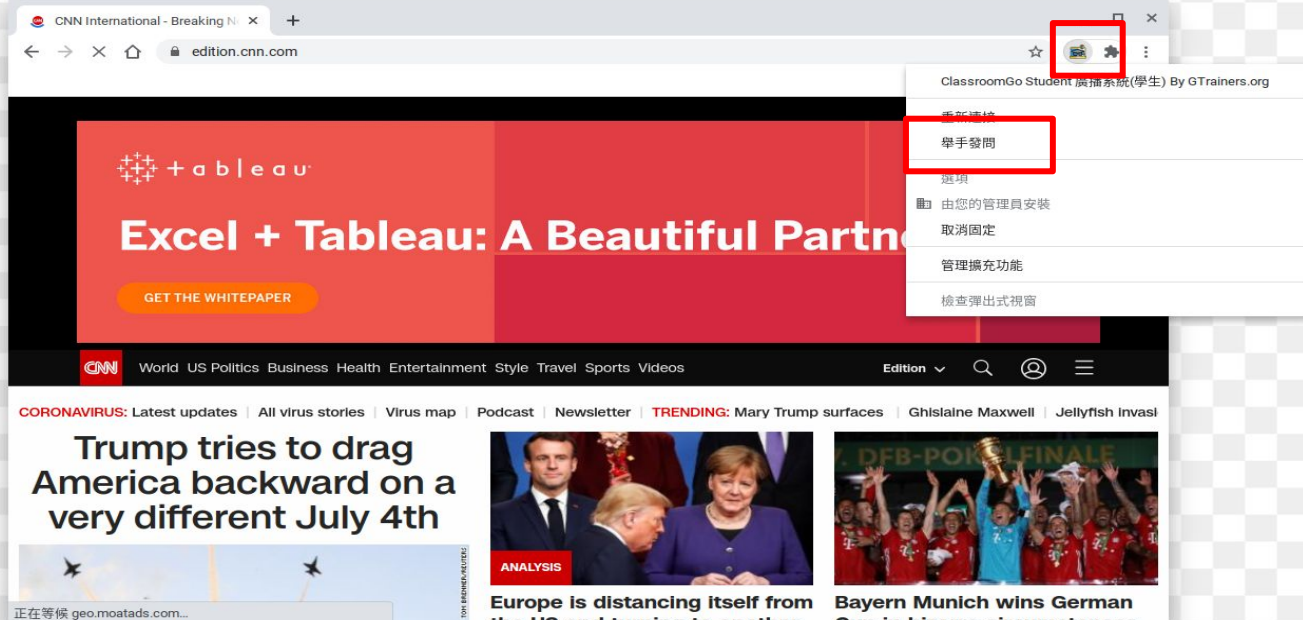 CNN International - Breaking N
edition.cnn.com
ClassroomGo Student 廣播系統(學生) By GTrainers.org
重新連接
舉手發問
選項
由您的管理員安裝
取消固定
管理擴充功能
檢查彈出式視窗
+ableau
Excel + Tableau: A Beautiful Partn
GET THE WHITEPAPER
CNN World US Politics Business Health Entertainment Style Travel Sports Videos Edition
CORONAVIRUS: Latest updates | All virus stories | Virus map | Podcast | Newsletter | TRENDING: Mary Trump surfaces | Ghislaine Maxwell | Jellyfish invasi
Trump tries to drag
America backward on a
very different July 4th
TOM BRENNER/REUTERS
正在等候 geo.moatads.com...
ANALYSIS
Europe is distancing itself from
DFB-POKALFINALE
Bayern Munich wins German